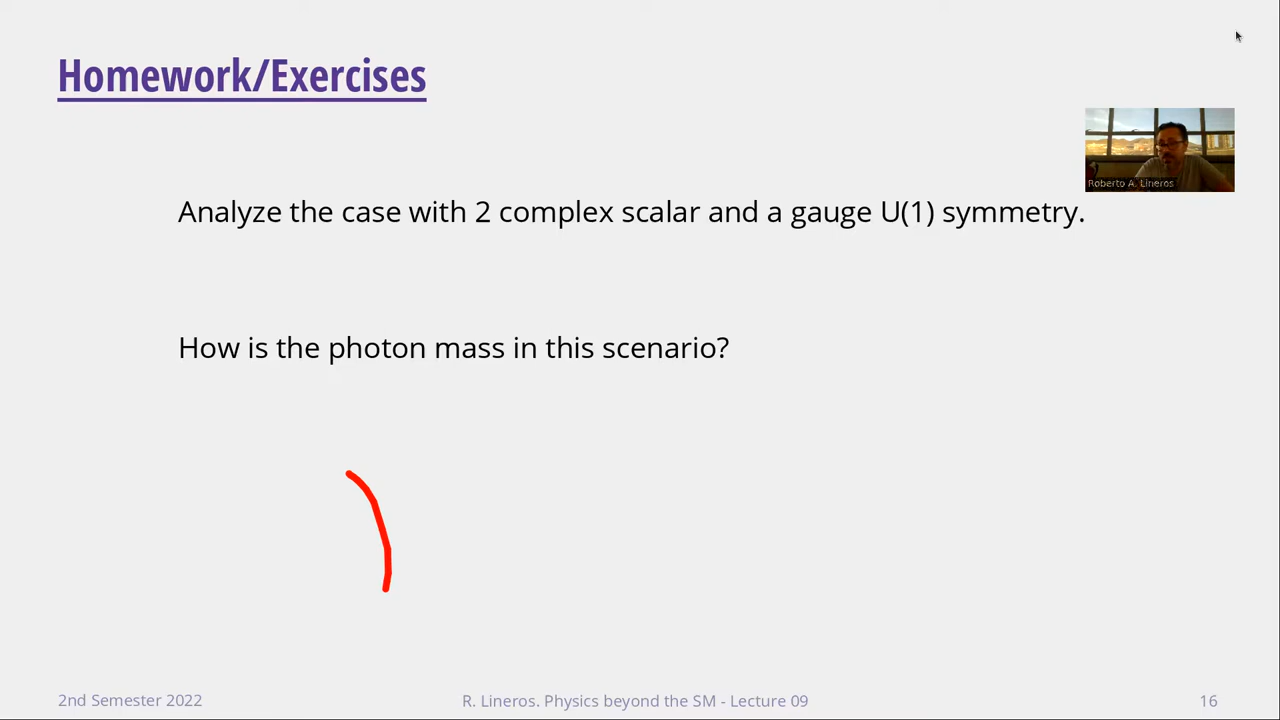 Homework/Exercises
Roberto A. Lineros
Analyze the case with 2 complex scalar and a gauge U(1) symmetry.
How is the photon mass in this scenario?
2nd Semester 2022
R. Lineros. Physics beyond the SM - Lecture 09
16